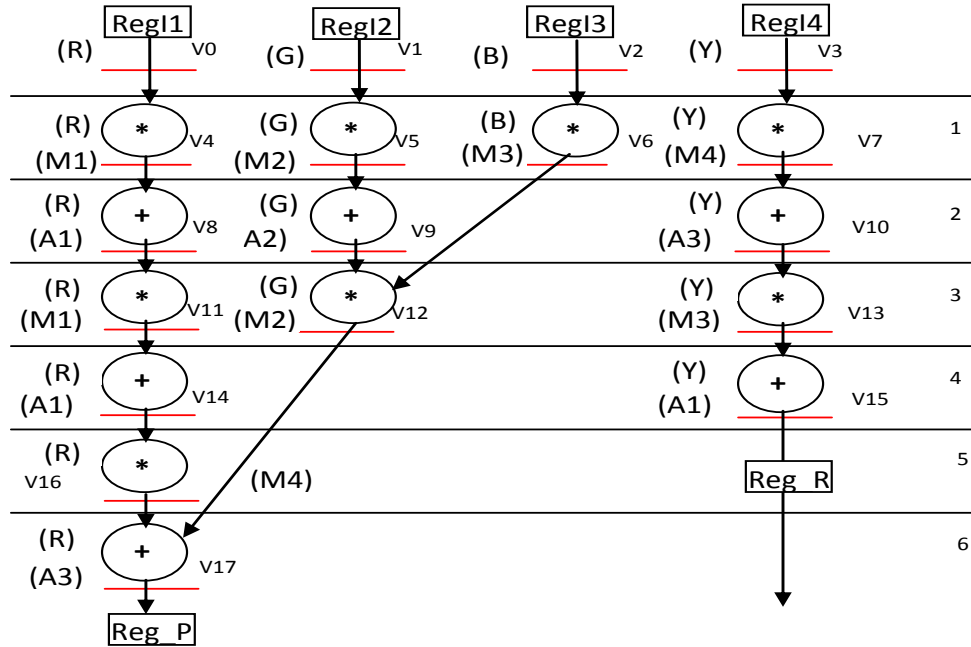 RegI1 RegI2 RegI3 RegI4
(R) V0 (G) V1 (B) V2 (Y) V3
(R) * V4 (G) * V5 (B) * V6 (Y) * V7 1
(M1) (M2) (M3) (M4)
(R) + V8 (G) + V9 (Y) + V10 2
(A1) A2) (A3)
(R) * V11 (G) * V12 (Y) * V13 3
(M1) (M2) (M3)
(R) + V14 (Y) + V15 4
(A1) (A1)
(R) * 5
V16 (M4) Reg_R
(R) + 6
(A3) V17
Reg_P